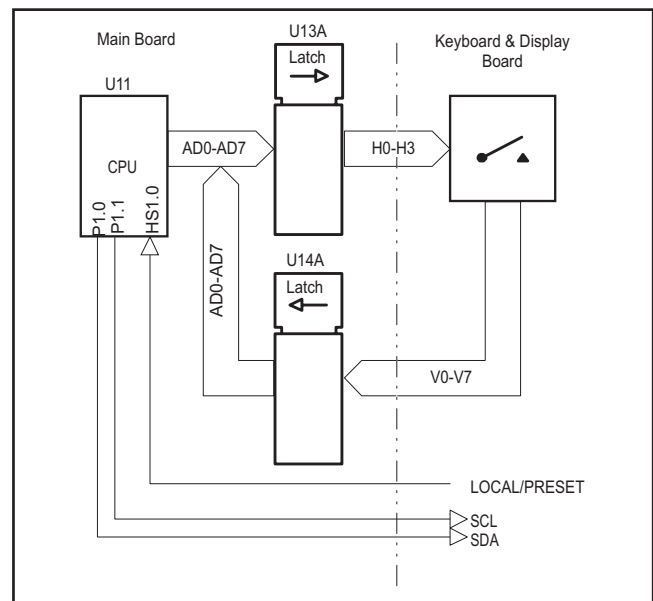 Main Board
U13A
Keyboard & Display
Board
Latch
U11
CPU
AD0-AD7
H0-H3
P1.0
P1.1
HS1.0
AD0-AD7
U14A
Latch
V0-V7
LOCAL/PRESET
SCL
SDA